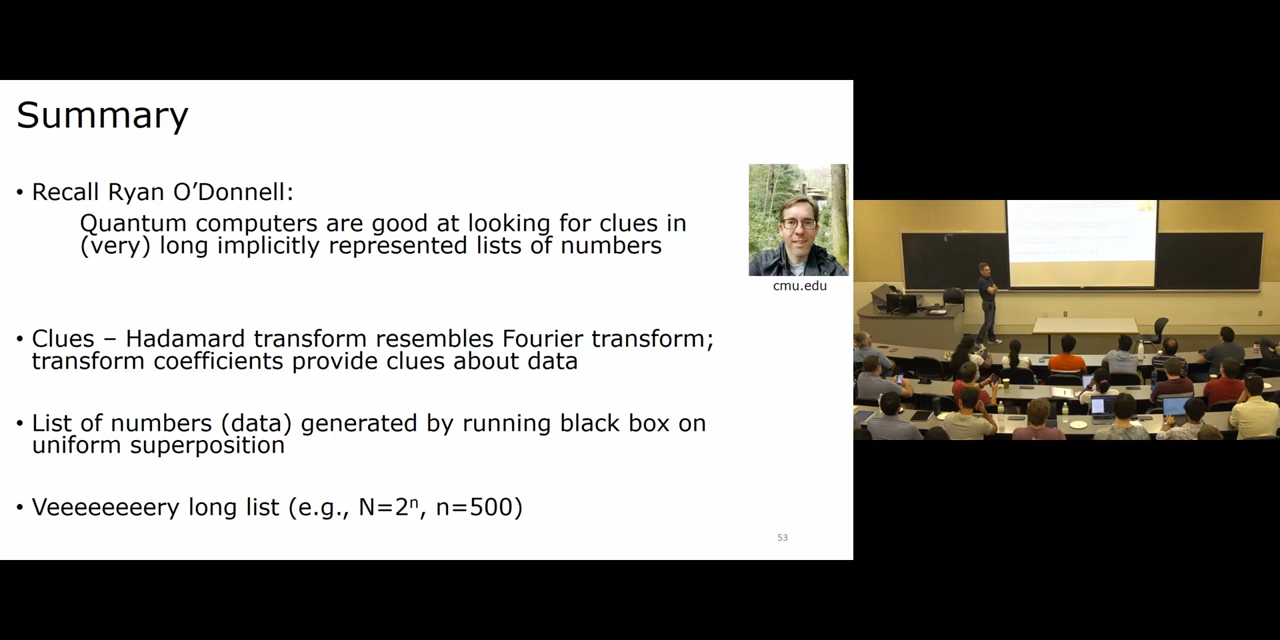 Summary
• Recall Ryan O'Donnell:
Quantum computers are good at looking for clues in
(very) long implicitly represented lists of numbers
cmu.edu
• Clues – Hadamard transform resembles Fourier transform;
transform coefficients provide clues about data
• List of numbers (data) generated by running black box on
uniform superposition
• Veeeeeeeery long list (e.g., N=2ⁿ, n=500)
53